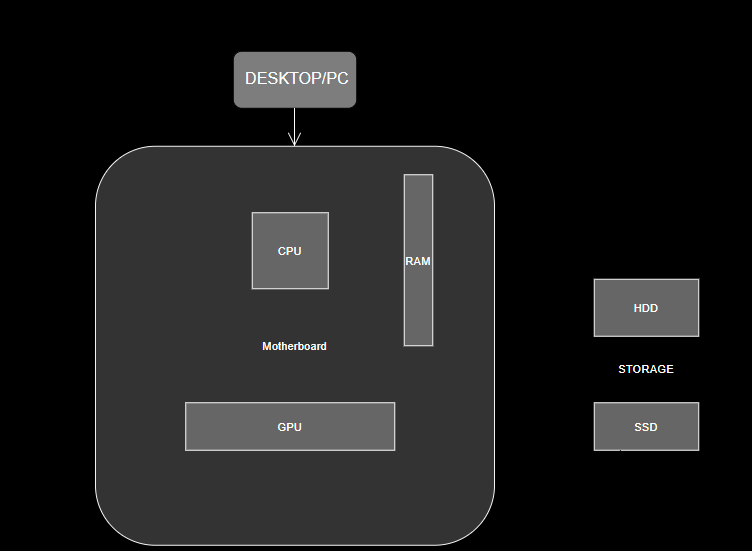 DESKTOP/PC
CPU
RAM
HDD
Motherboard
STORAGE
GPU
SSD